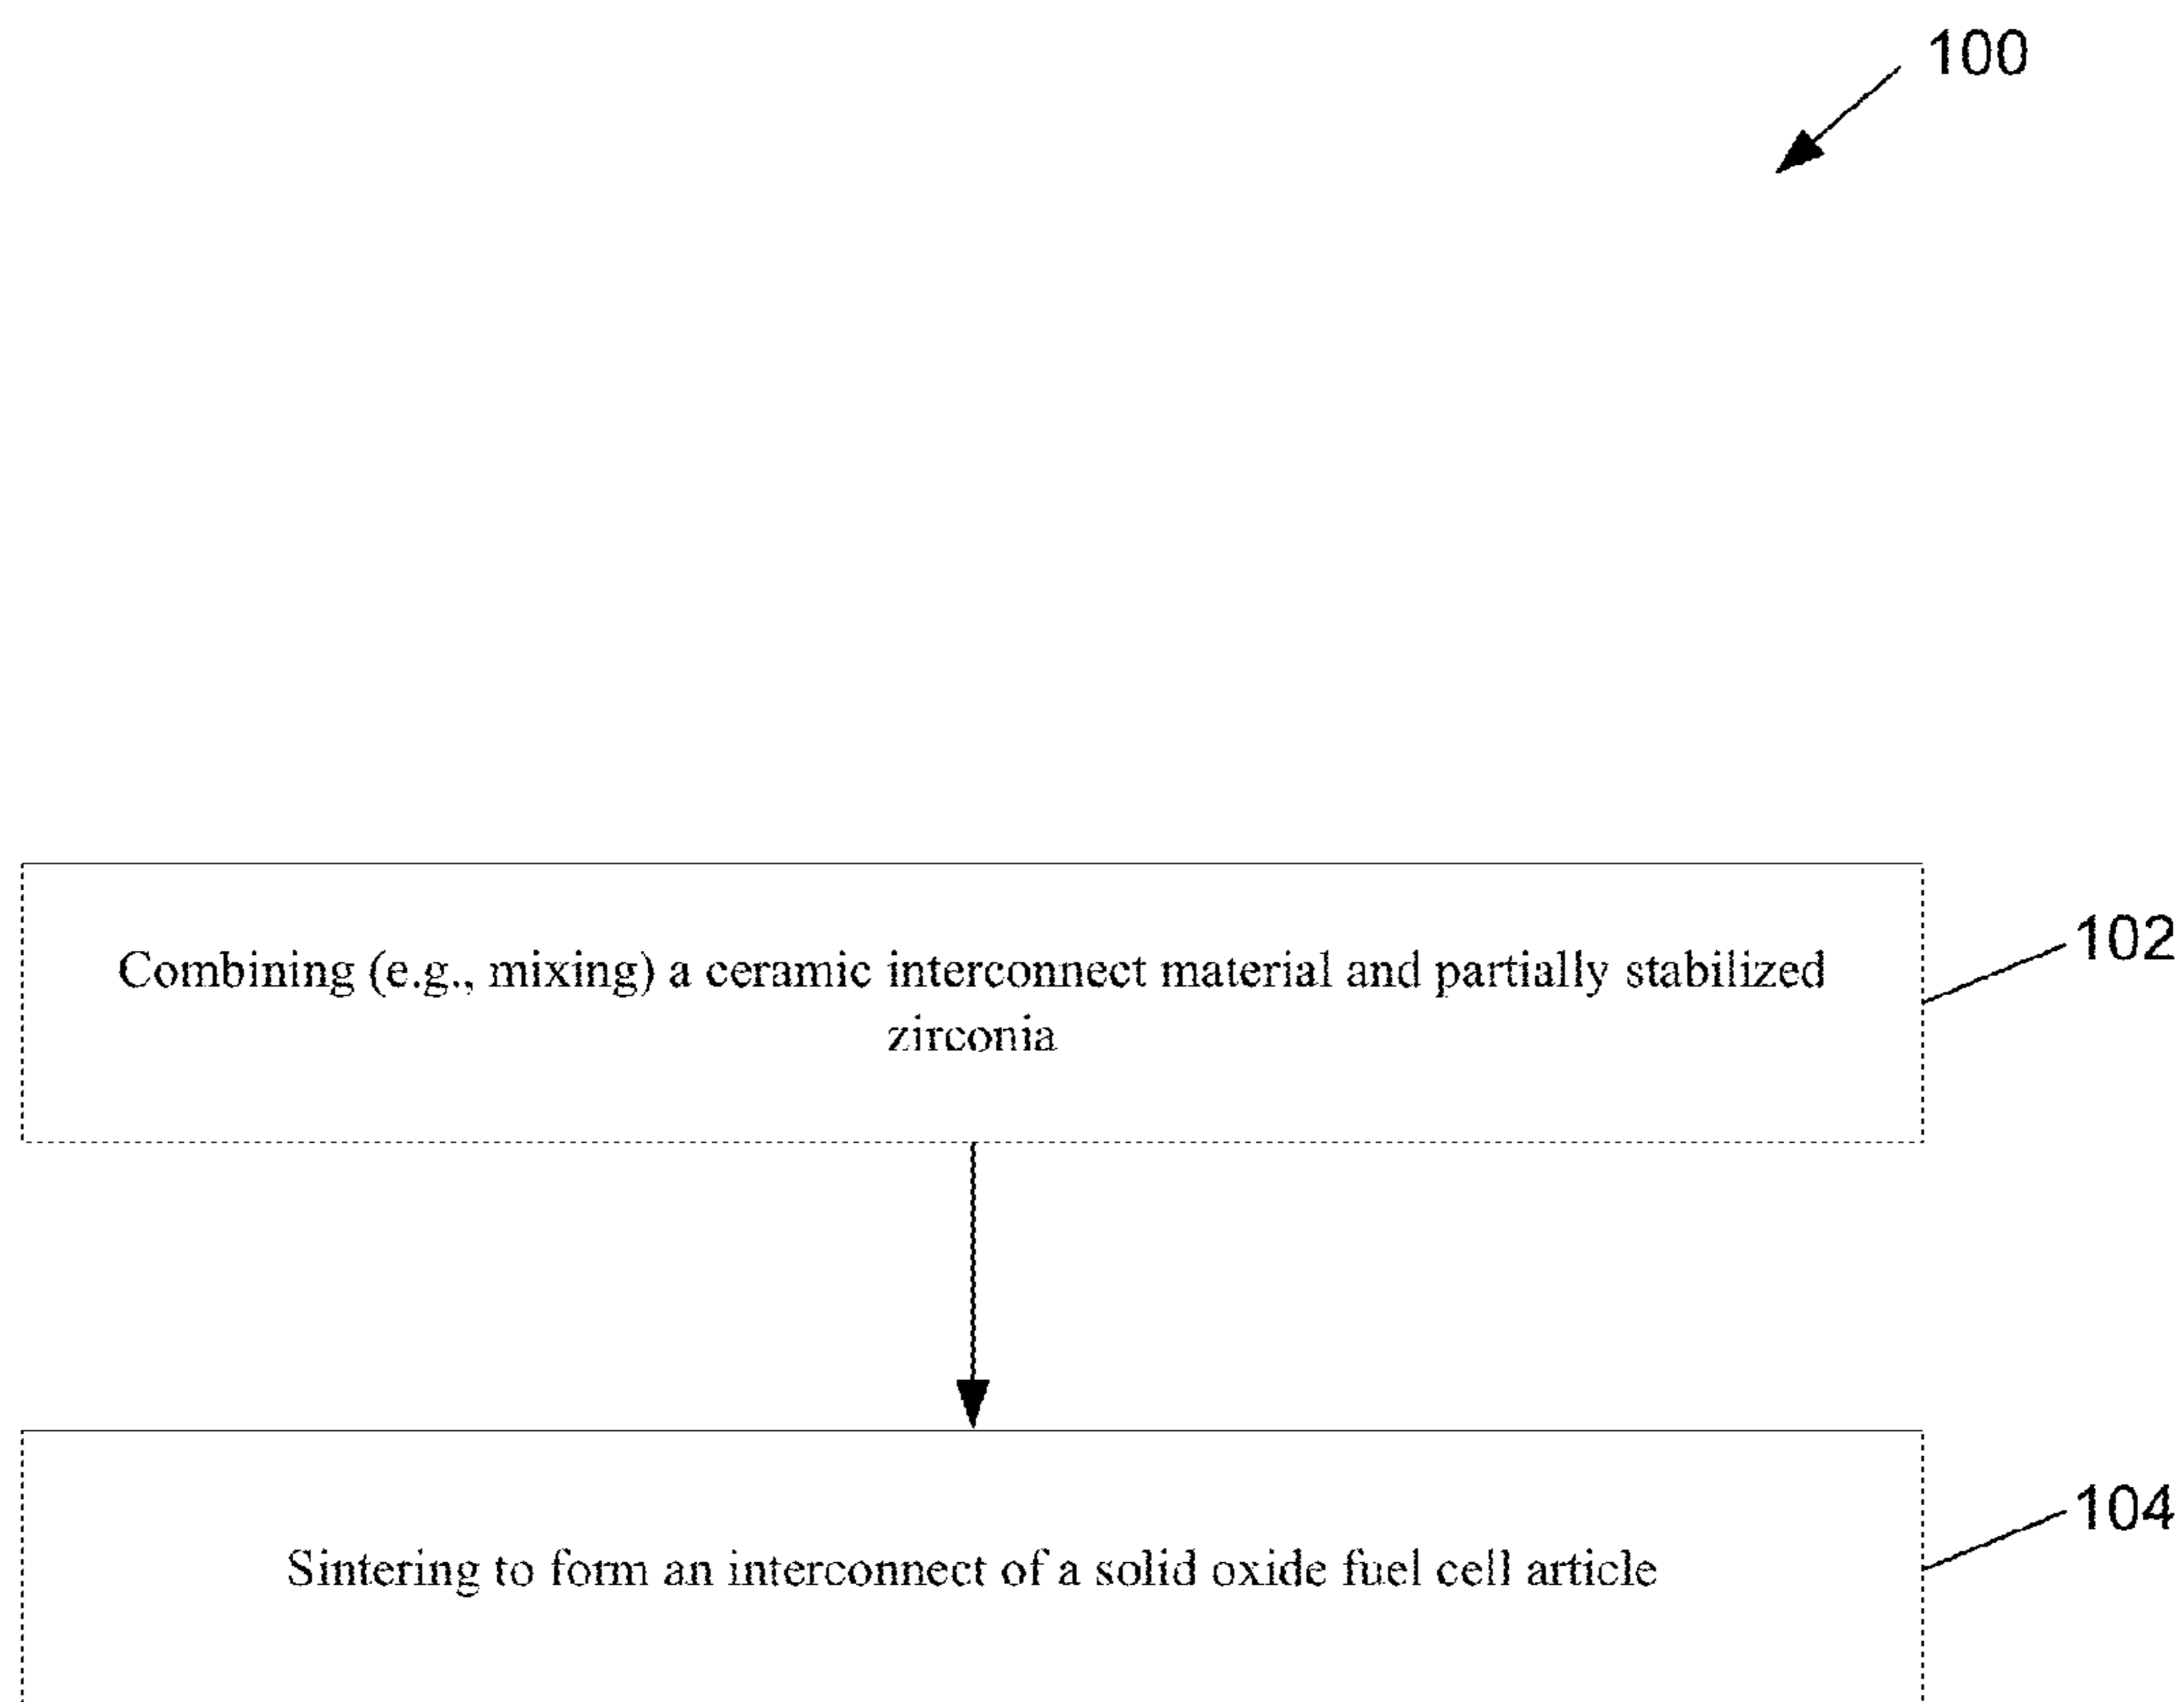 100
Combining (e.g., mixing) a ceramic interconnect material and partially stabilized
zirconia
102
Sintering to form an interconnect of a solid oxide fuel cell article
104